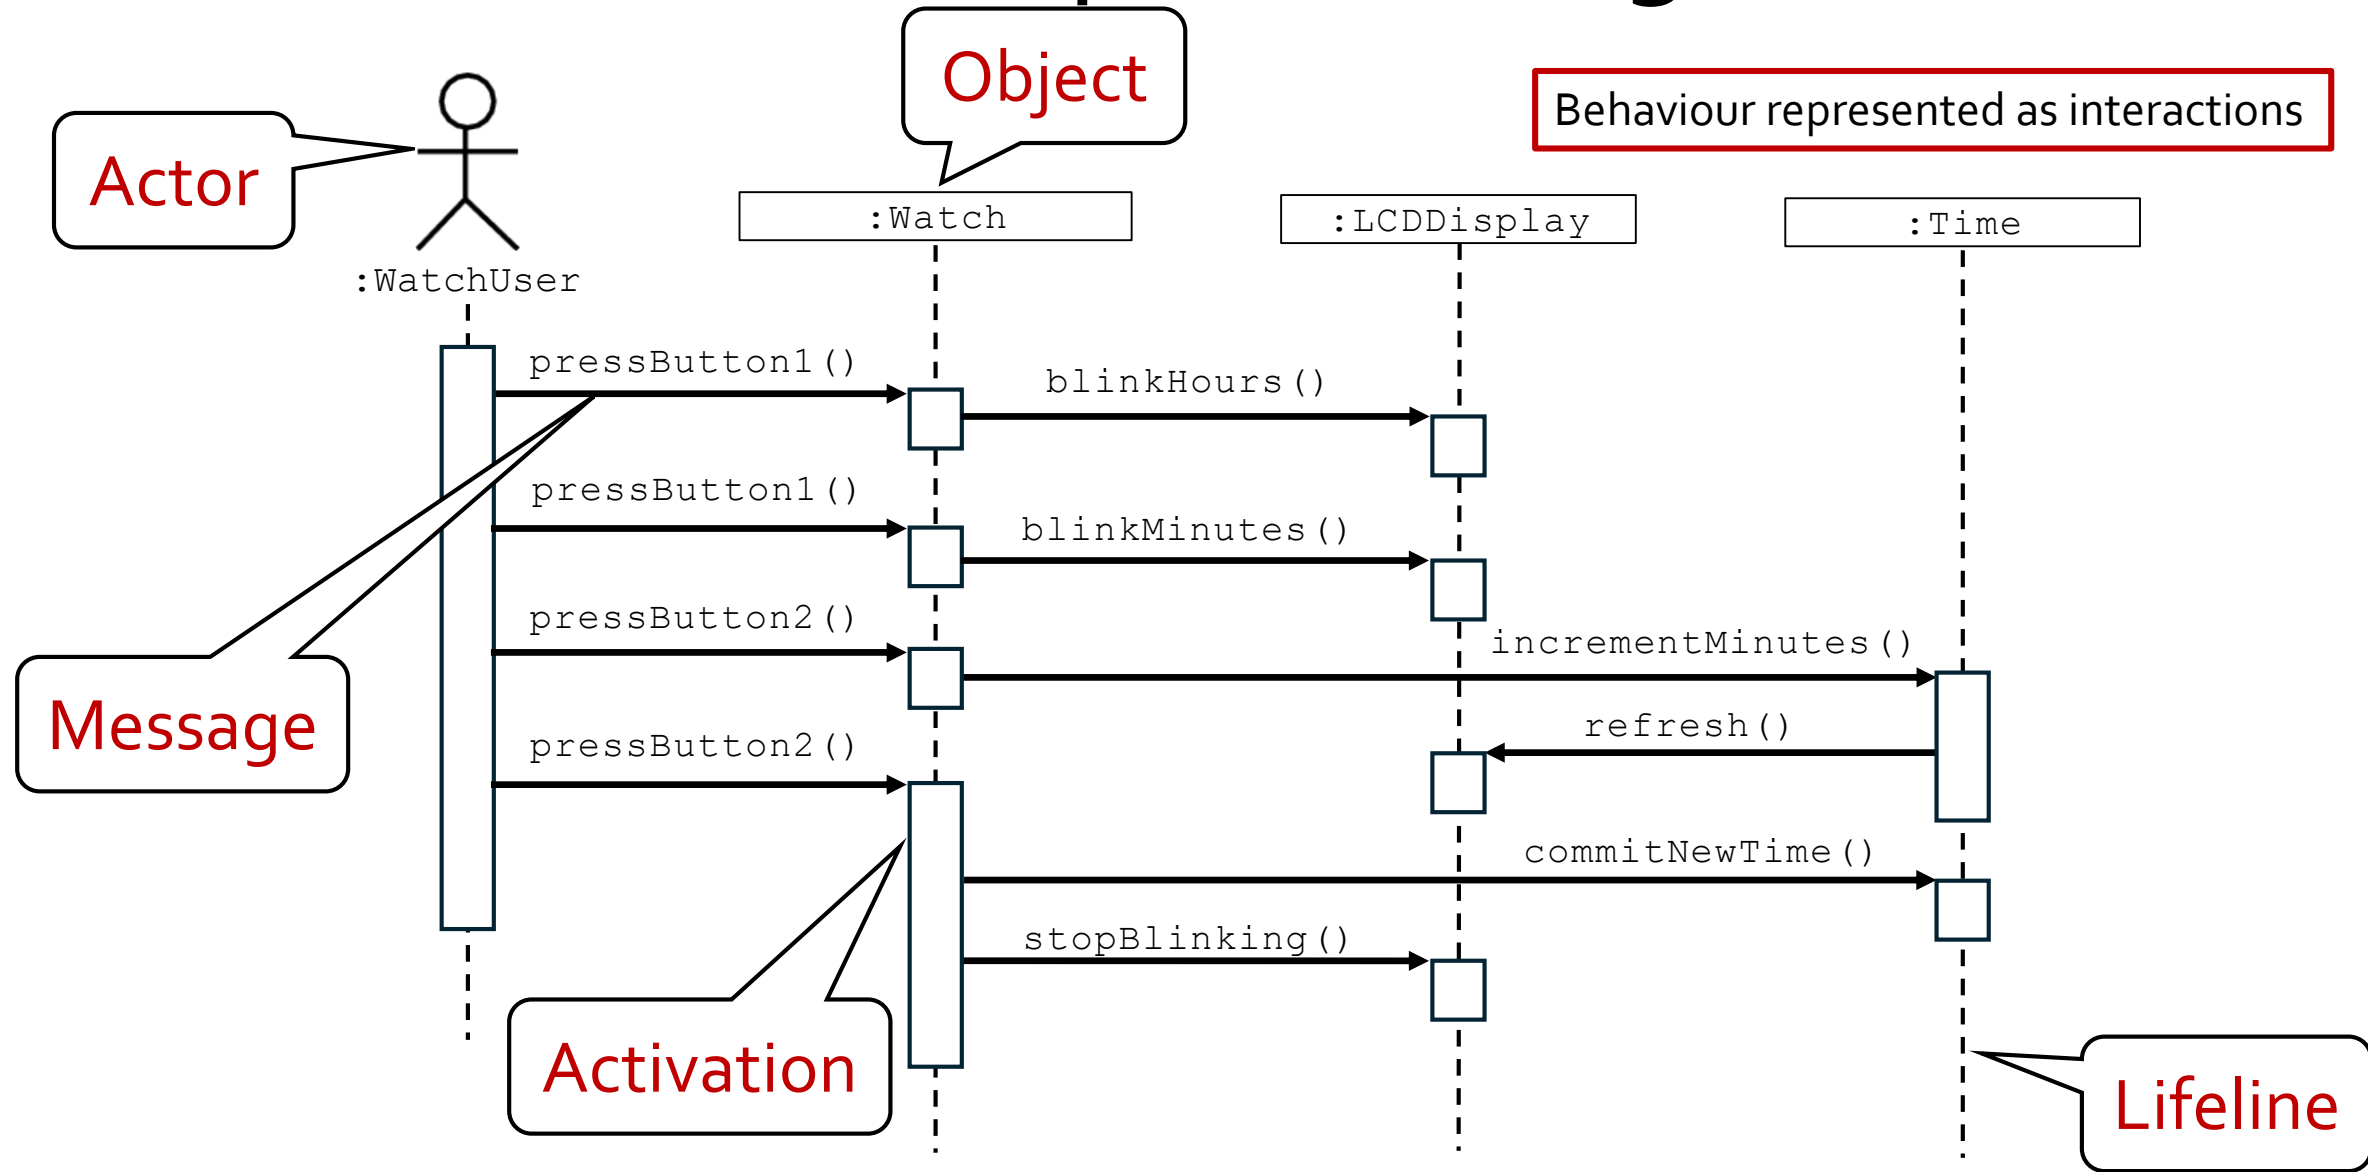 Object
Behaviour represented as interactions
Actor
:Watch
:LCDDisplay
:Time
:WatchUser
pressButton1()
blinkHours()
pressButton1()
blinkMinutes()
pressButton2()
incrementMinutes()
Message
refresh()
pressButton2()
commitNewTime()
stopBlinking()
Activation
Lifeline